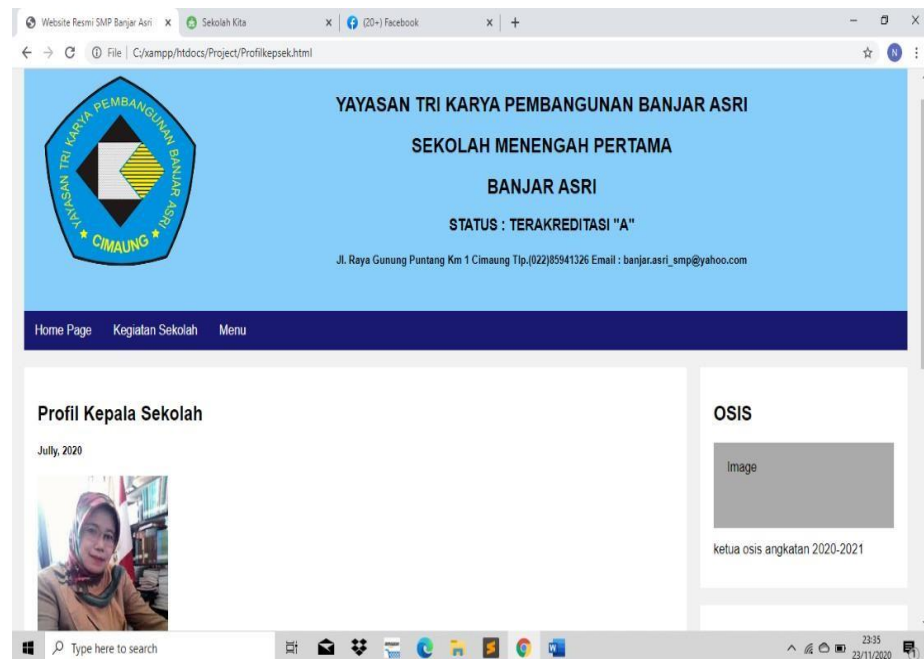 Website Resmi SMP Banjar Asri
Sekolah Kita
(20+) Facebook
File | C:/xampp/htdocs/Project/Profilkepsek.html
N
YAYASAN TRI KARYA PEMBANGUNAN BANJAR ASRI
CIMAUNG
YAYASAN TRI KARYA PEMBANGUNAN BANJAR ASRI
SEKOLAH MENENGAH PERTAMA
BANJAR ASRI
STATUS : TERAKREDITASI "A"
Jl. Raya Gunung Puntang Km 1 Cimaung Tlp.(022)85941326 Email : banjar.asri_smp@yahoo.com
Home Page Kegiatan Sekolah Menu
Profil Kepala Sekolah
Jully, 2020
OSIS
Image
ketua osis angkatan 2020-2021
Type here to search
23:35
23/11/2020